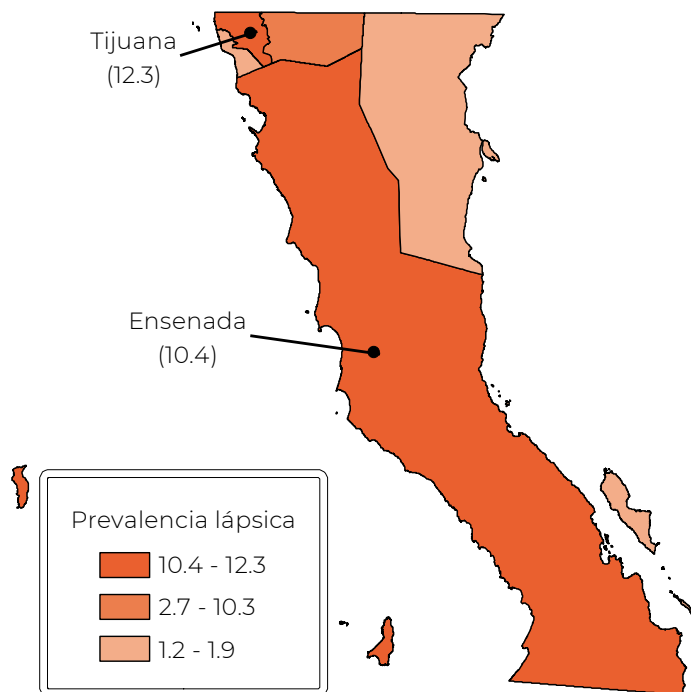 Tijuana
(12.3)
Ensenada
(10.4)
Prevalencia lápsica
10.4 - 12.3
2.7 - 10.3
1.2 - 1.9